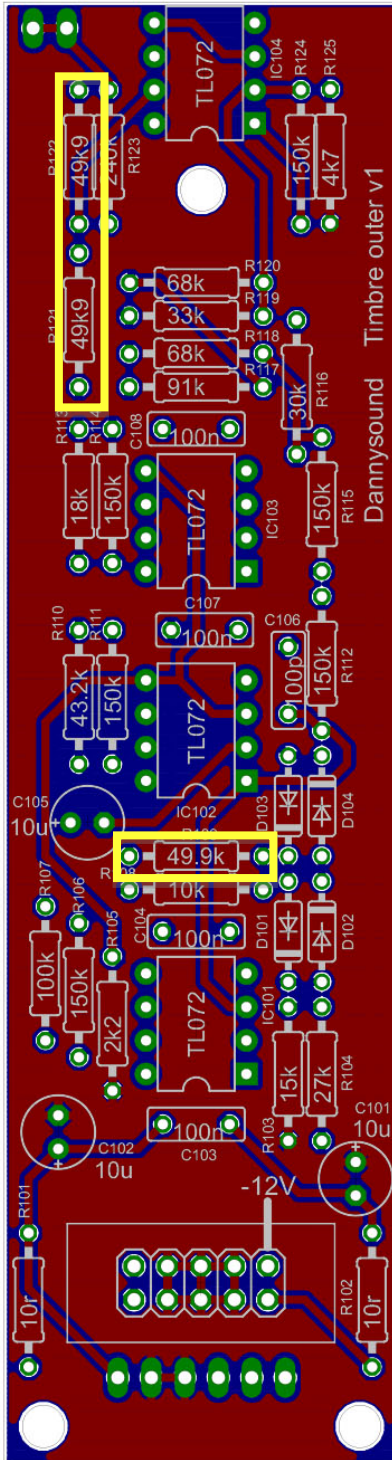 TL072
IC104
R124
R125
R122
49k9
R123
150k
4k7
Timbre outer v1
R120
68k
R119
33k
R121
49k9
R118
68k
R117
91k
R116
30k
Dannysound
R113
R114
C108
100n
18k
150k
TL072
IC103
150k
R115
C107
100n
C106
R110
R111
100p
150k
R112
43.2k
150k
TL072
C105
10u
IC102
D103
D104
49.9k
R107
10k
R106
R105
C104
100n
D101
D102
100k
150k
2k2
TL072
IC101
15k
27k
R104
R103
C101
10u
C102
10u
100n
C103
R101
-12V
10r
R102
10r